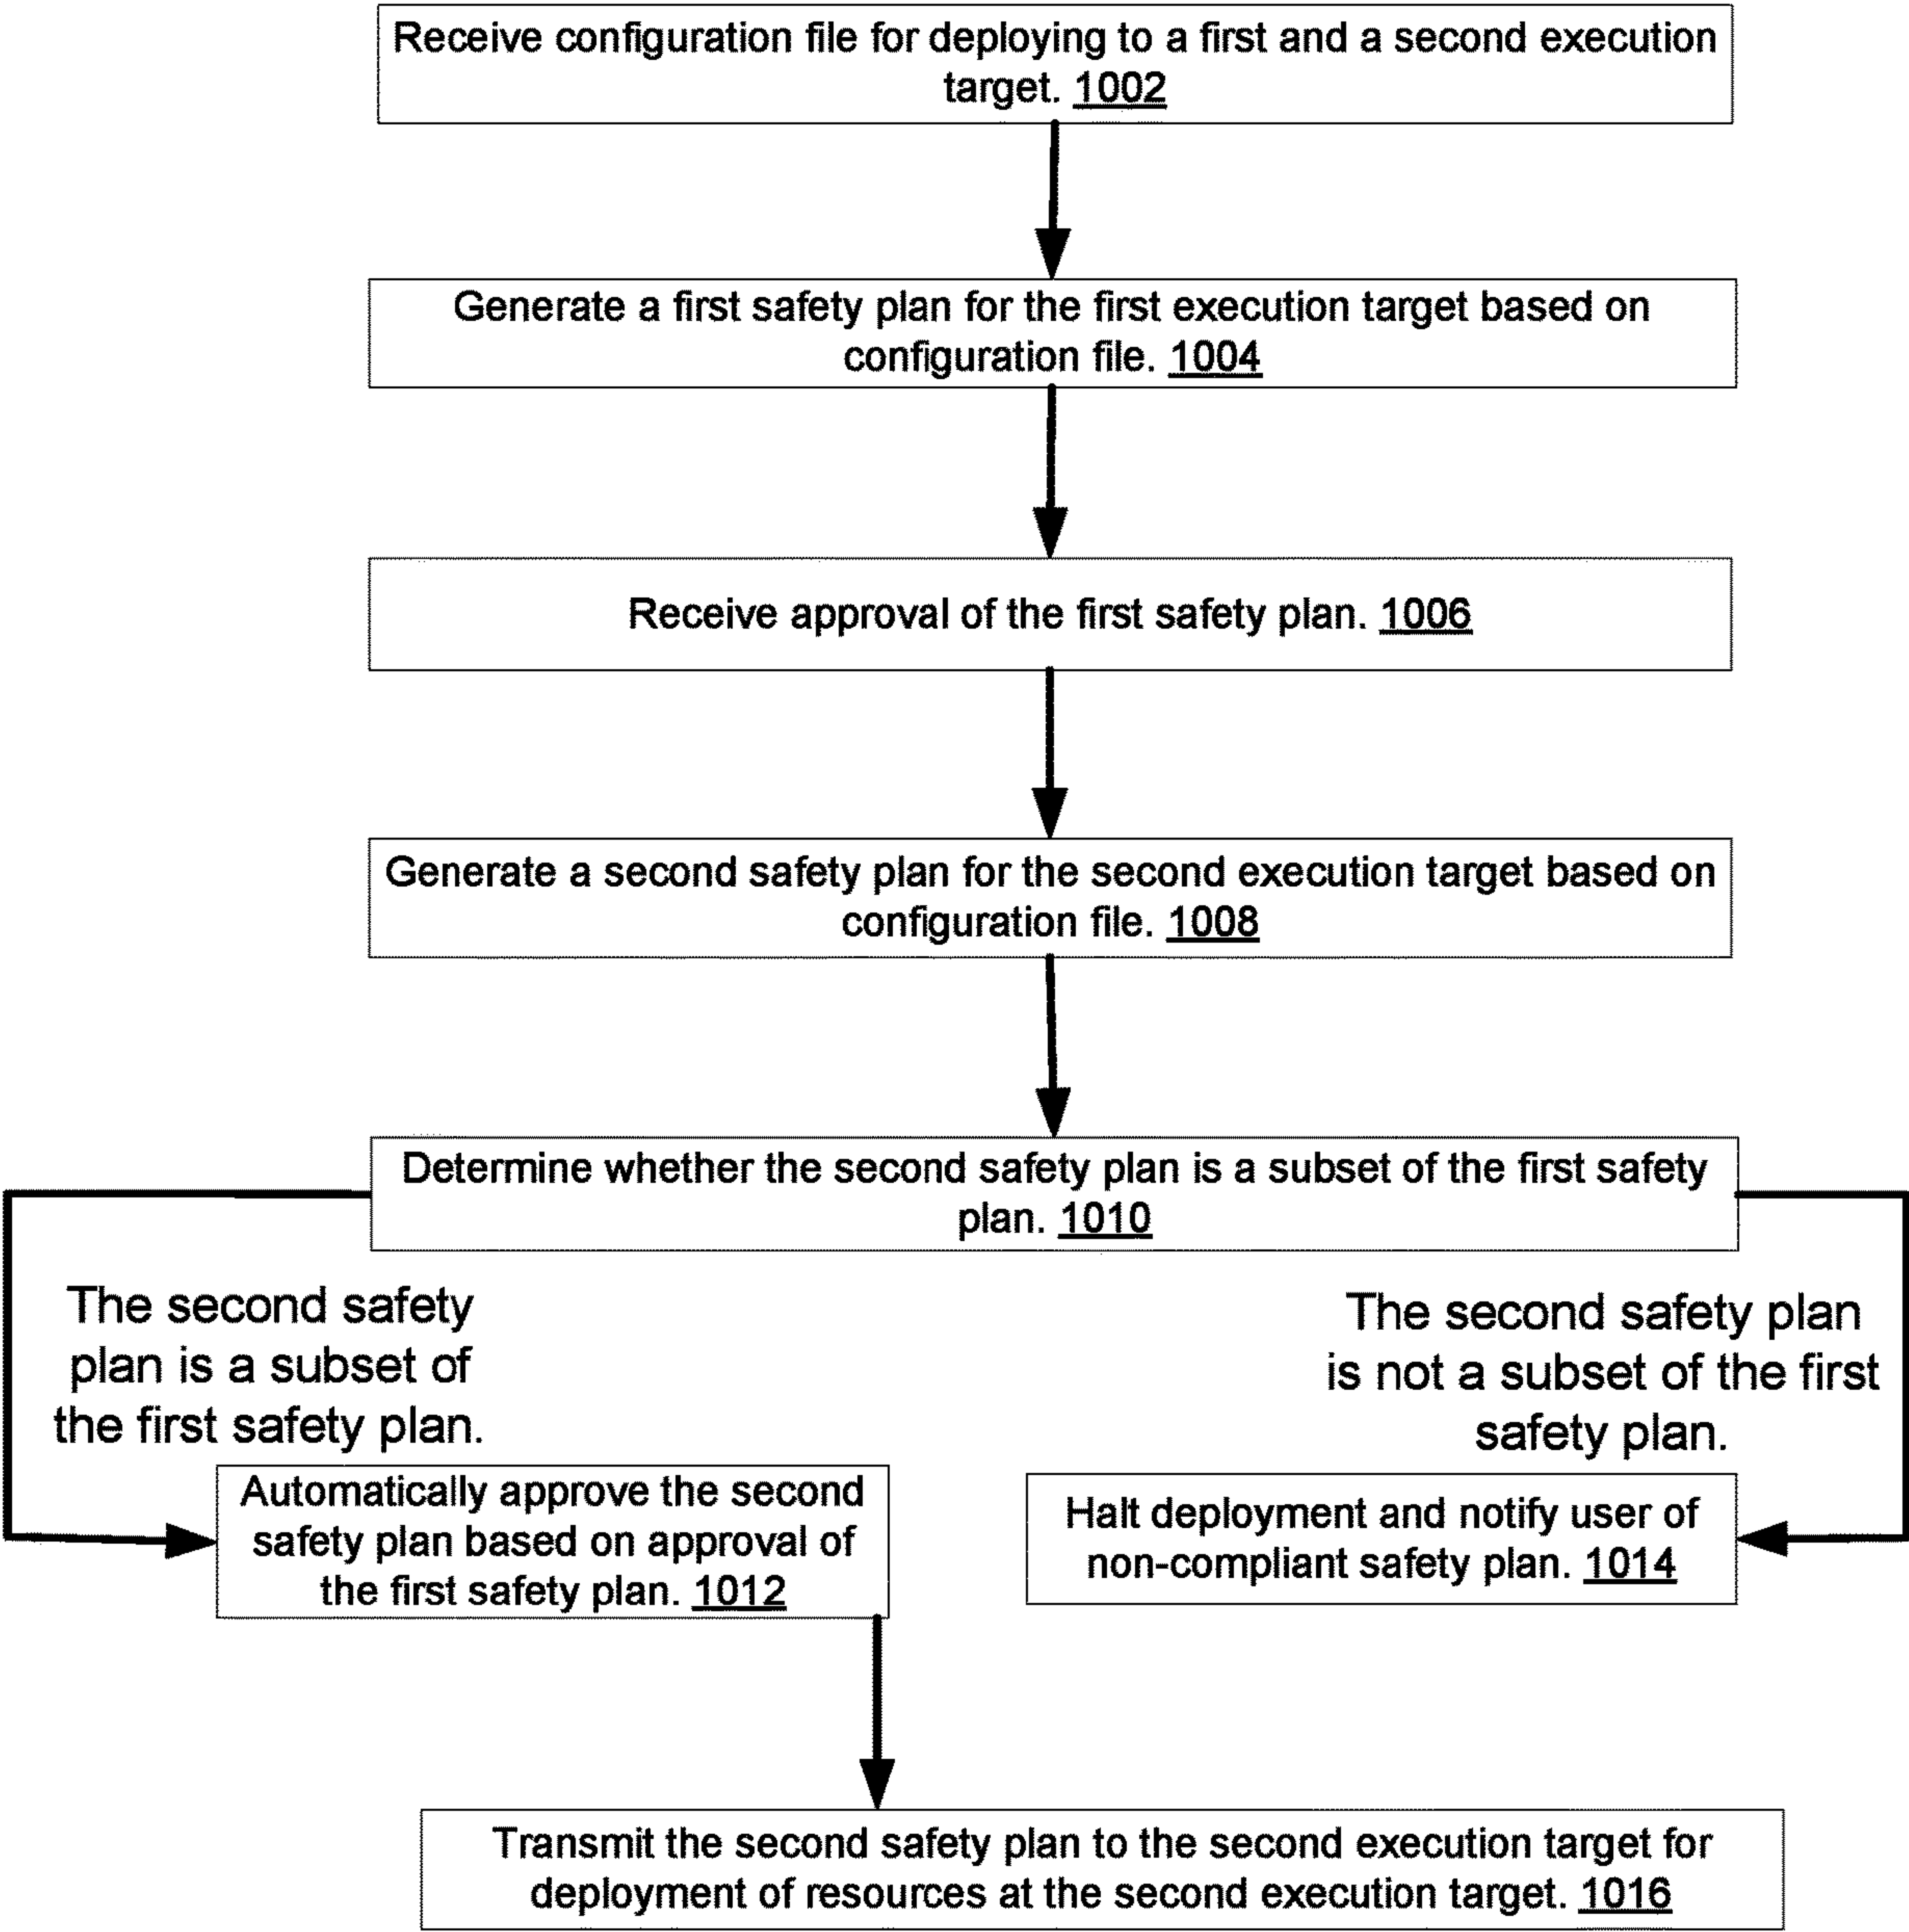 Receive configuration file for deploying to a first and a second execution
target. 1002
Generate a first safety plan for the first execution target based on
configuration file. 1004
Receive approval of the first safety plan. 1006
Generate a second safety plan for the second execution target based on
configuration file. 1008
Determine whether the second safety plan is a subset of the first safety
plan. 1010
The second safety
plan is a subset of
the first safety plan.
The second safety plan
is not a subset of the first
safety plan.
Automatically approve the second
safety plan based on approval of
the first safety plan. 1012
Halt deployment and notify user of
non-compliant safety plan. 1014
Transmit the second safety plan to the second execution target for
deployment of resources at the second execution target. 1016